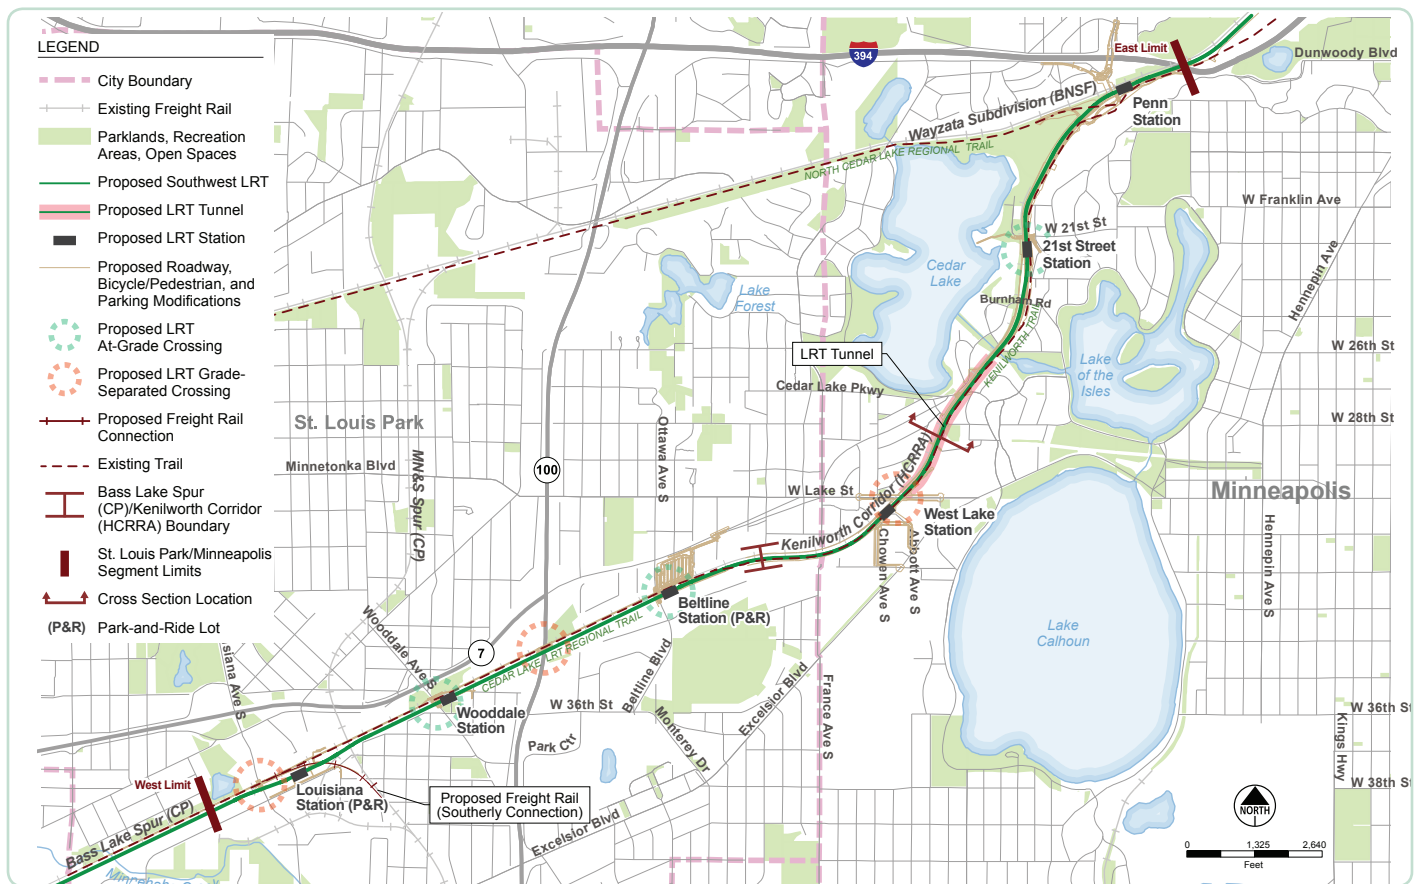 LEGEND
City Boundary
Existing Freight Rail
Parklands, Recreation
Areas, Open Spaces
Proposed Southwest LRT
Proposed LRT Tunnel
Proposed LRT Station
Proposed Roadway,
Bicycle/Pedestrian, and
Parking Modifications
Proposed LRT
At-Grade Crossing
Proposed LRT Grade-
Separated Crossing
Proposed Freight Rail
Connection
Existing Trail
Bass Lake Spur
(CP)/Kenilworth Corridor
(HCRRA) Boundary
St. Louis Park/Minneapolis
Segment Limits
Cross Section Location
(P&R) Park-and-Ride Lot
394
East Limit
Dunwoody Blvd
Wayzata Subdivision (BNSF)
Penn
Station
NORTH CEDAR LAKE REGIONAL TRAIL
W Franklin Ave
W 21st St
21st Street
Station
Cedar
Lake
Lake
Forest
Burnham Rd
Hennepin Ave
KENILWORTH TRAIL
W 26th St
LRT Tunnel
Lake
of the
Isles
Cedar Lake Pkwy
W 28th St
St. Louis Park
Ottawa Ave S
Minnetonka Blvd
MN&S Spur (CP)
100
W Lake St
Kenilworth Corridor (HCRRA)
Minneapolis
West Lake
Station
Chowen Ave S
Abbott Ave S
Hennepin Ave S
Beltline
Station (P&R)
Wooddale Ave S
CEDAR LAKE LRT REGIONAL TRAIL
7
Lake
Calhoun
siana Ave S
Beltline Blvd
Excelsior Blvd
France Ave S
W 36th St
W 36th St
Wooddale
Station
Monterey Dr
Park Ctr
Kings Hwy
W 38th St
West Limit
Louisiana
Station (P&R)
Proposed Freight Rail
(Southerly Connection)
Bass Lake Spur (CP)
Excelsior Blvd
NORTH
0 1,325 2,640
Feet